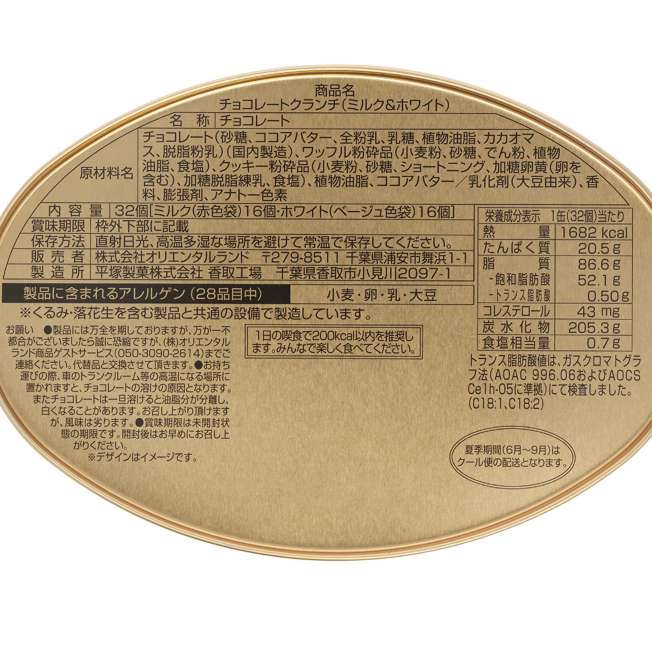 商品名
チョコレートクランチ(ミルク&ホワイト)
名 称 チョコレート
原材料名 チョコレート(砂糖、ココアバター、全粉乳、乳糖、植物油脂、カカオマ
ス、脱脂粉乳)(国内製造)、ワッフル粉砕品(小麦粉、砂糖、でん粉、植物
油脂、食塩)、クッキー粉砕品(小麦粉、砂糖、ショートニング、加糖卵黄(卵を
含む)、加糖脱脂練乳、食塩)、植物油脂、ココアバター/乳化剤(大豆由来)、香
料、膨張剤、アナトー色素
内 容 量 32個[ミルク(赤色袋)16個・ホワイト(ベージュ色袋)16個]
賞味期限 枠外下部に記載
保存方法 直射日光、高温多湿な場所を避けて常温で保存してください。
販 売 者 株式会社オリエンタルランド 〒279-8511 千葉県浦安市舞浜1-1
製 造 所 平塚製菓株式会社 香取工場 千葉県香取市小見川2097-1
製品に含まれるアレルゲン(28品目中) 小麦・卵・乳・大豆
※くるみ・落花生を含む製品と共通の設備で製造しています。
お願い ●製品には万全を期しておりますが、万が一不
都合がございましたら誠に恐縮ですが、(株)オリエンタル
ランド商品ゲストサービス(050-3090-2614)までご
連絡ください。代替品と交換させて頂きます。●お持ち
運びの際、車のトランクルーム等の高温になる場所に
置かれますと、チョコレートの溶けの原因となります。
またチョコレートは一旦溶けると油脂分が分離し、
白くなることがあります。お召し上がり頂けます
が、風味は劣ります。●賞味期限は未開封状
態の期限です。開封後はお早めにお召し上
がりください。
※デザインはイメージです。
1日の喫食で200kcal以内を推奨し
ます。みんなで楽しく食べてください。
栄養成分表示 1缶(32個)当たり
熱 量 1682 kcal
たんぱく質 20.5 g
脂 質 86.6 g
-飽和脂肪酸 52.1 g
-トランス脂肪酸 0.50 g
コレステロール 43 mg
炭 水 化 物 205.3 g
食塩相当量 0.7 g
トランス脂肪酸値は、ガスクロマトグラ
フ法(AOAC 996.06およびAOCS
Ce1h-05に準拠)にて検査しました。
(C18:1、C18:2)
夏季期間(6月〜9月)は
クール便の配送となります。